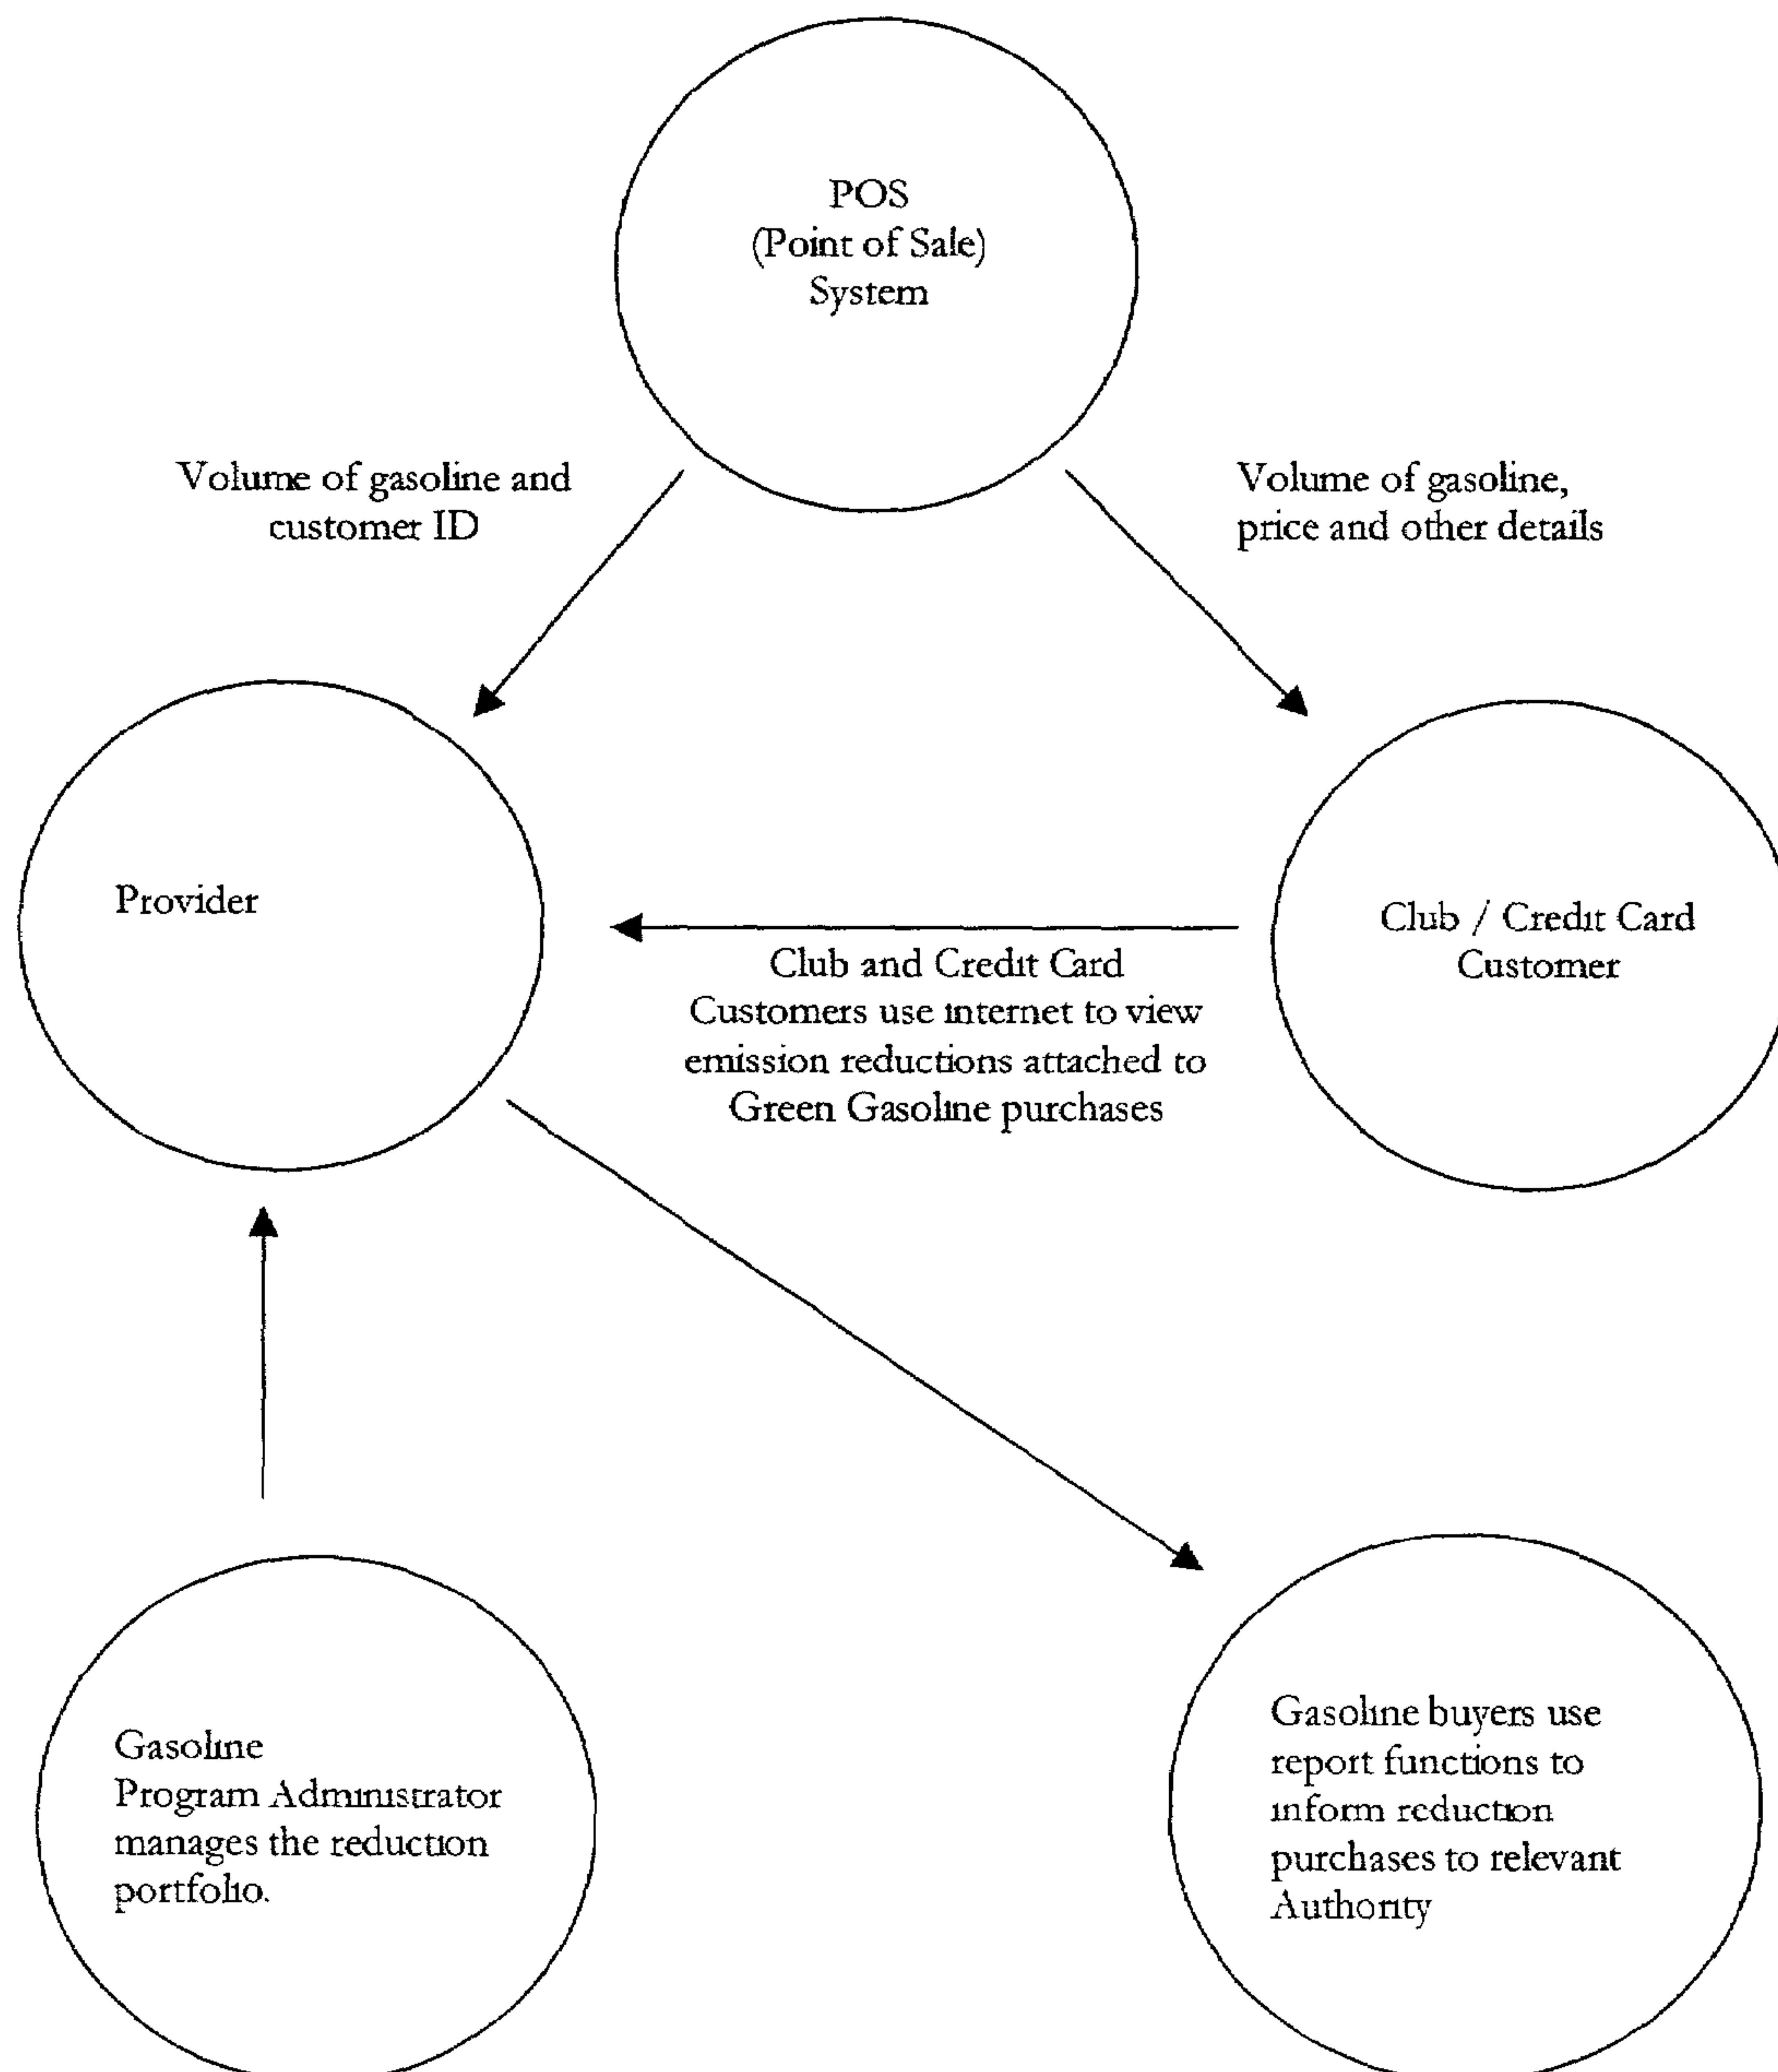 POS
(Point of Sale)
System
Volume of gasoline and
customer ID
Volume of gasoline,
price and other details
Provider
Club / Credit Card
Customer
Club and Credit Card
Customers use internet to view
emission reductions attached to
Green Gasoline purchases
Gasoline
Program Administrator
manages the reduction
portfolio.
Gasoline buyers use
report functions to
inform reduction
purchases to relevant
Authority